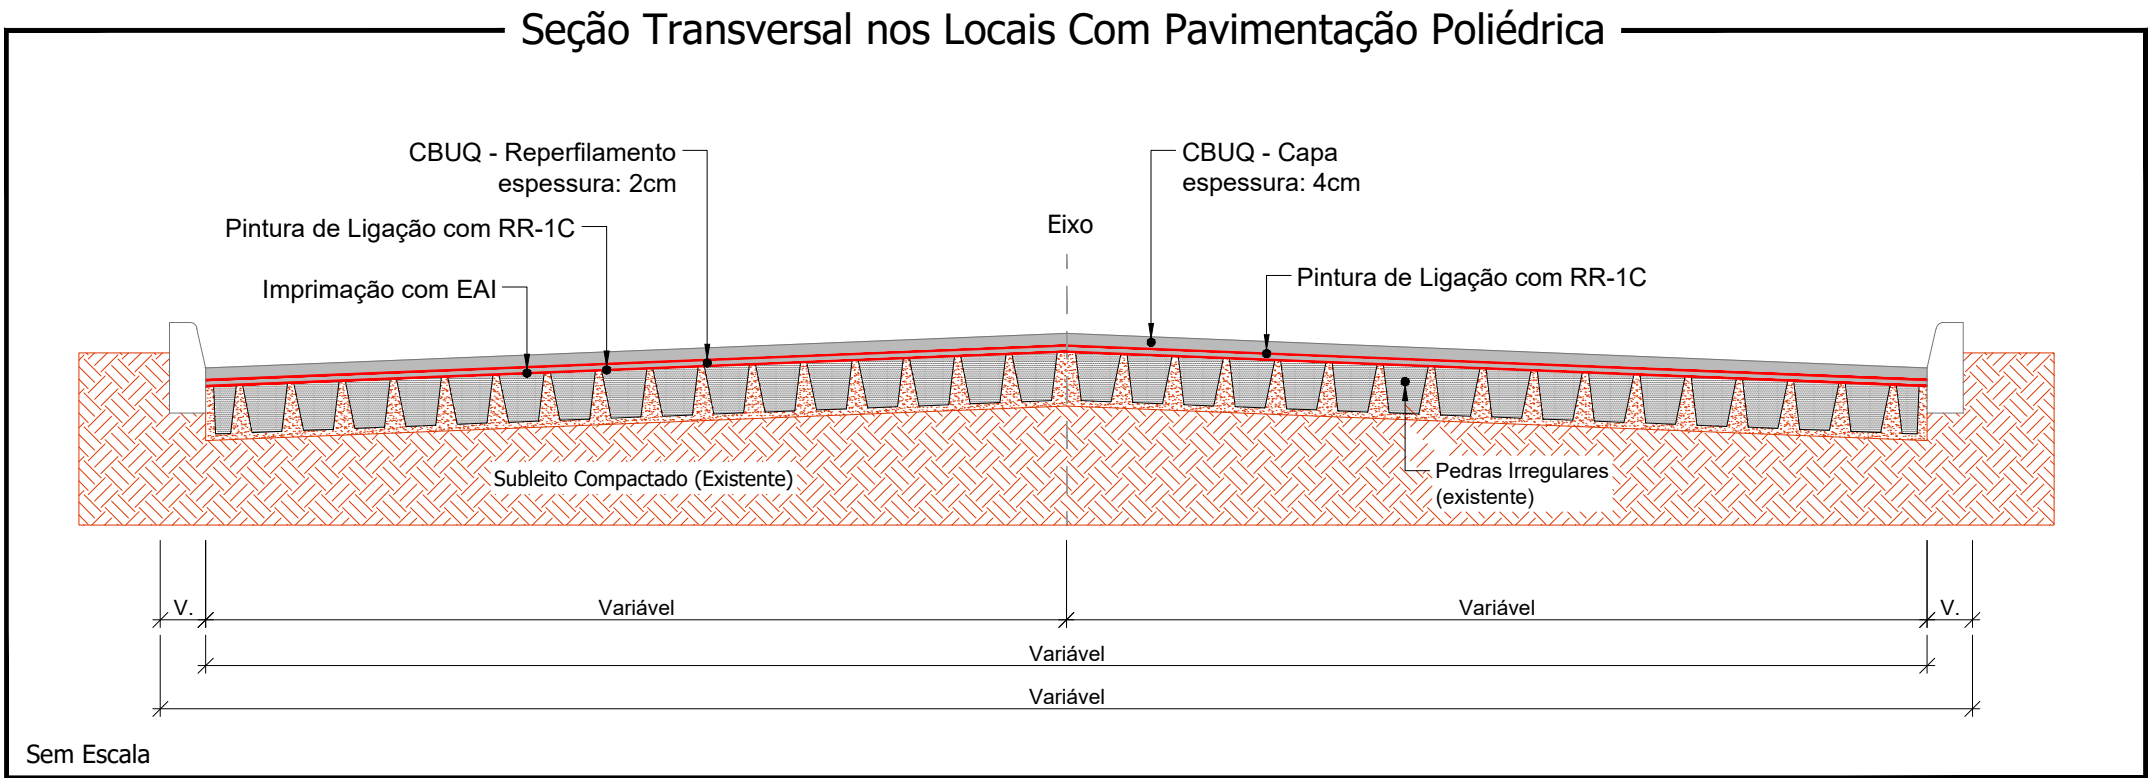 Seção Transversal nos Locais Com Pavimentação Poliédrica
CBUQ - Reperfilamento
espessura: 2cm
CBUQ - Capa
espessura: 4cm
Pintura de Ligação com RR-1C
Eixo
Imprimação com EAI
Pintura de Ligação com RR-1C
Subleito Compactado (Existente)
Pedras Irregulares
(existente)
V.
Variável
Variável
V.
Variável
Variável
Sem Escala